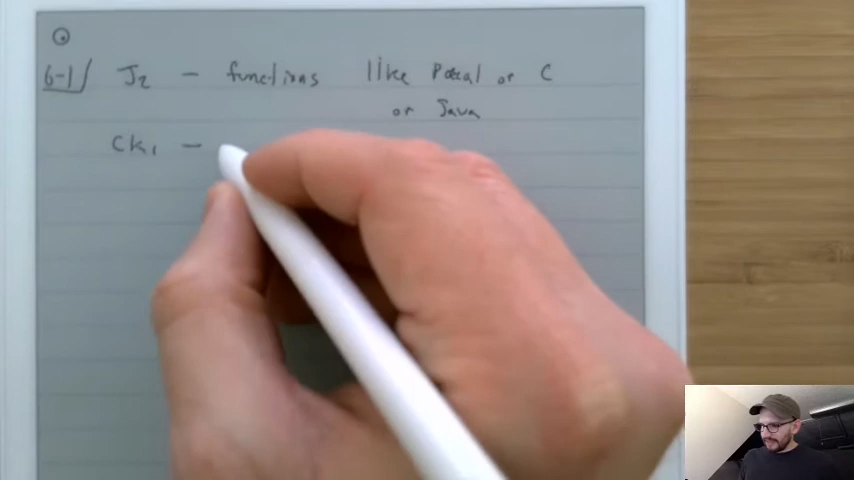 6-1/ J₂ - functions like Pascal or C
or Java
CK₁ -